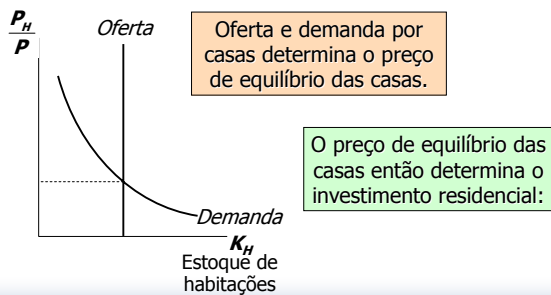 P_H
P
Oferta
Oferta e demanda por
casas determina o preço
de equilíbrio das casas.
O preço de equilíbrio das
casas então determina o
investimento residencial:
Demanda
K_H
Estoque de
habitações